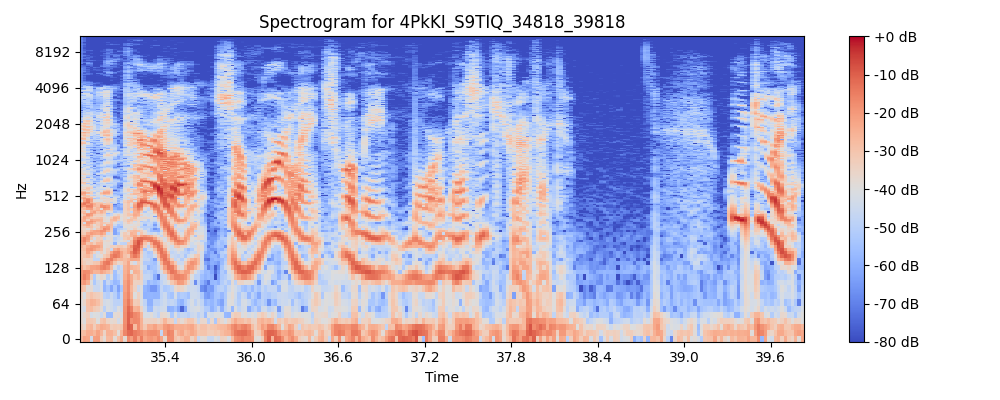 Spectrogram for 4PkKI_S9TIQ_34818_39818
Hz
8192
4096
2048
1024
512
256
128
64
0
35.4 36.0 36.6 37.2 37.8 38.4 39.0 39.6
Time
+0 dB
-10 dB
-20 dB
-30 dB
-40 dB
-50 dB
-60 dB
-70 dB
-80 dB